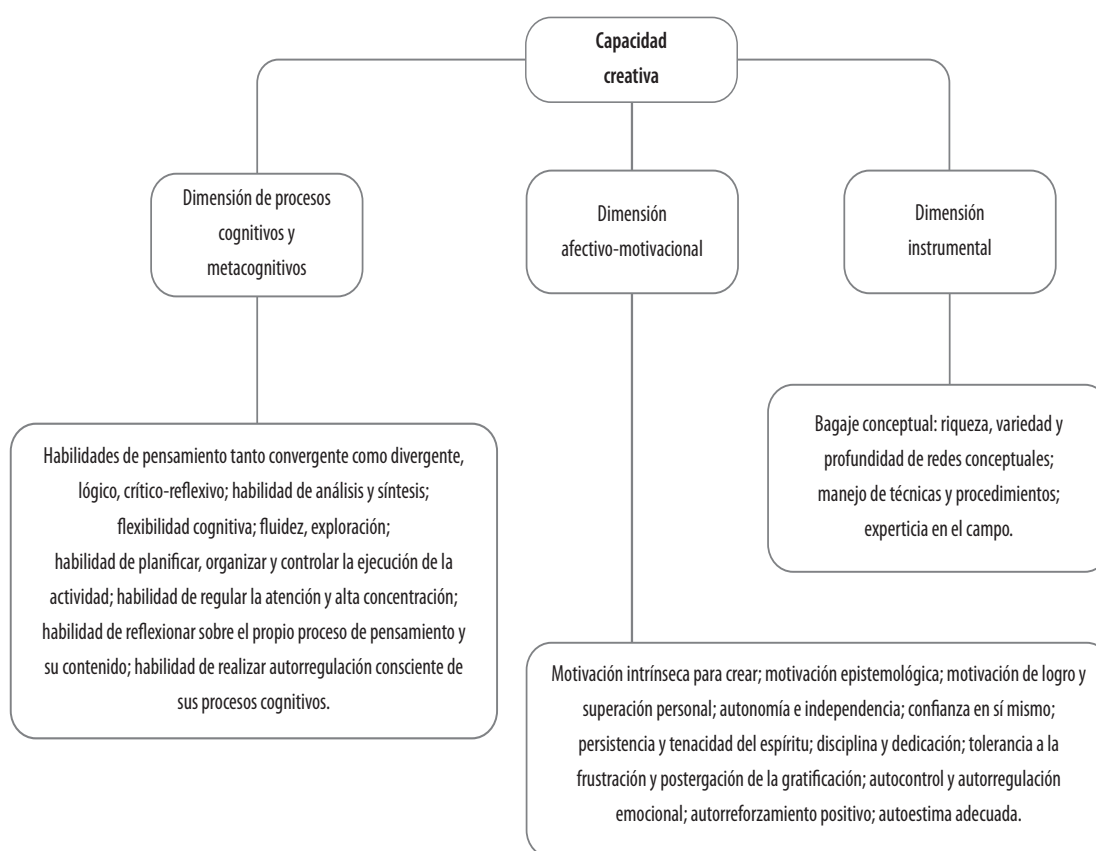 Capacidad
creativa
Dimensión de procesos
cognitivos y
metacognitivos
Dimensión
afectivo-motivacional
Dimensión
instrumental
Habilidades de pensamiento tanto convergente como divergente,
lógico, crítico-reflexivo; habilidad de análisis y síntesis;
flexibilidad cognitiva; fluidez, exploración;
habilidad de planificar, organizar y controlar la ejecución de la
actividad; habilidad de regular la atención y alta concentración;
habilidad de reflexionar sobre el propio proceso de pensamiento y
su contenido; habilidad de realizar autorregulación consciente de
sus procesos cognitivos.
Bagaje conceptual: riqueza, variedad y
profundidad de redes conceptuales;
manejo de técnicas y procedimientos;
experticia en el campo.
Motivación intrínseca para crear; motivación epistemológica; motivación de logro y
superación personal; autonomía e independencia; confianza en sí mismo;
persistencia y tenacidad del espíritu; disciplina y dedicación; tolerancia a la
frustración y postergación de la gratificación; autocontrol y autorregulación
emocional; autorreforzamiento positivo; autoestima adecuada.